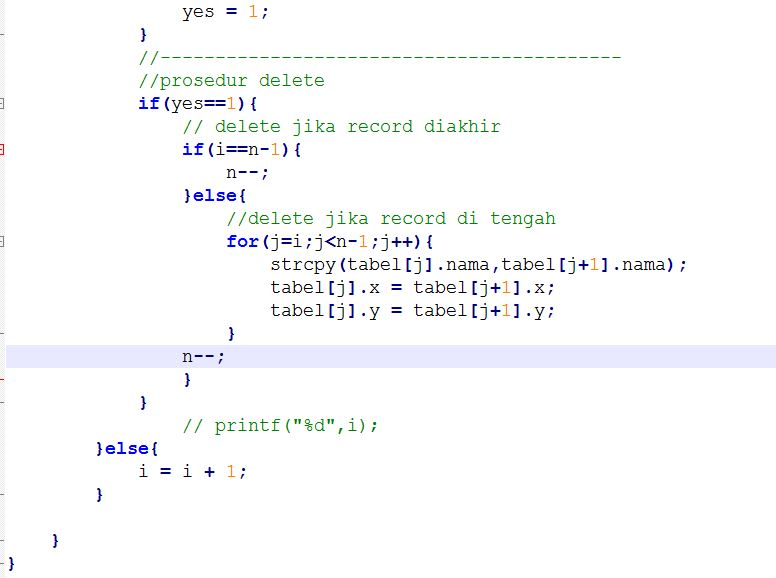 yes = 1;
}
//------------------------------------------
//prosedur delete
if(yes==1){
// delete jika record diakhir
if(i==n-1){
n--;
}else{
//delete jika record di tengah
for(j=i;j<n-1;j++){
strcpy(tabel[j].nama,tabel[j+1].nama);
tabel[j].x = tabel[j+1].x;
tabel[j].y = tabel[j+1].y;
}
n--;
}
}
// printf("%d",i);
}else{
i = i + 1;
}
}
}